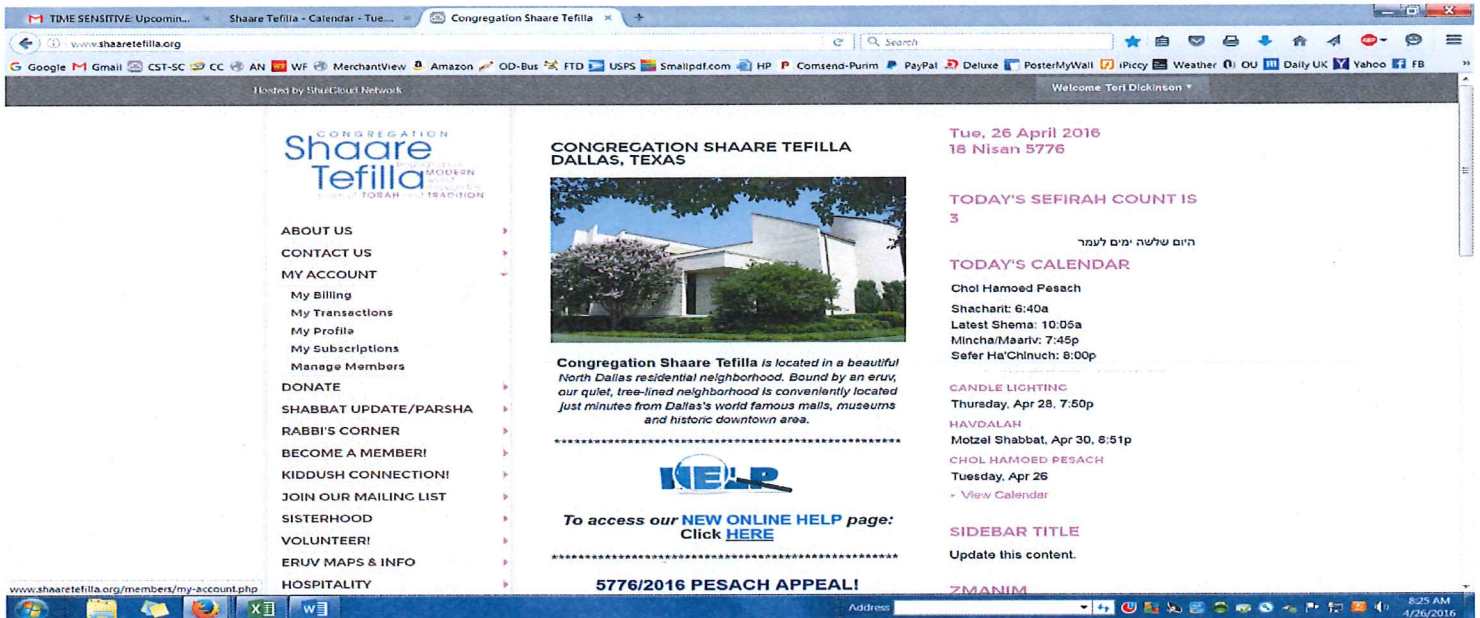 TIME SENSITIVE: Upcomin...
Shaare Tefilla - Calendar - Tue...
Congregation Shaare Tefilla
www.shaaretefilla.org
Search
Google Gmail CST-SC CC AN WF MerchantView Amazon OD-Bus FTD USPS Smallpdf.com HP Comsend-Purim PayPal Deluxe PosterMyWall iPiccy Weather OU Daily UK Yahoo FB
Hosted by ShulCloud Network
Welcome Teri Dickinson
CONGREGATION
Shaare
Tefilla
MODERN
TORAH
TRADITION
ABOUT US
CONTACT US
MY ACCOUNT
My Billing
My Transactions
My Profile
My Subscriptions
Manage Members
DONATE
SHABBAT UPDATE/PARSHA
RABBI'S CORNER
BECOME A MEMBER!
KIDDUSH CONNECTION!
JOIN OUR MAILING LIST
SISTERHOOD
VOLUNTEER!
ERUV MAPS & INFO
HOSPITALITY
www.shaaretefilla.org/members/my-account.php
CONGREGATION SHAARE TEFILLA
DALLAS, TEXAS
Congregation Shaare Tefilla is located in a beautiful
North Dallas residential neighborhood. Bound by an eruv,
our quiet, tree-lined neighborhood is conveniently located
just minutes from Dallas's world famous malls, museums
and historic downtown area.
HELP
To access our NEW ONLINE HELP page:
Click HERE
5776/2016 PESACH APPEAL!
Tue, 26 April 2016
18 Nisan 5776
TODAY'S SEFIRAH COUNT IS
3
היום שלשה ימים לעמר
TODAY'S CALENDAR
Chol Hamoed Pesach
Shacharit: 6:40a
Latest Shema: 10:05a
Mincha/Maariv: 7:45p
Sefer Ha'Chinuch: 8:00p
CANDLE LIGHTING
Thursday, Apr 28, 7:50p
HAVDALAH
Motzei Shabbat, Apr 30, 8:51p
CHOL HAMOED PESACH
Tuesday, Apr 26
View Calendar
SIDEBAR TITLE
Update this content.
ZMANIM
Address
8:25 AM
4/26/2016